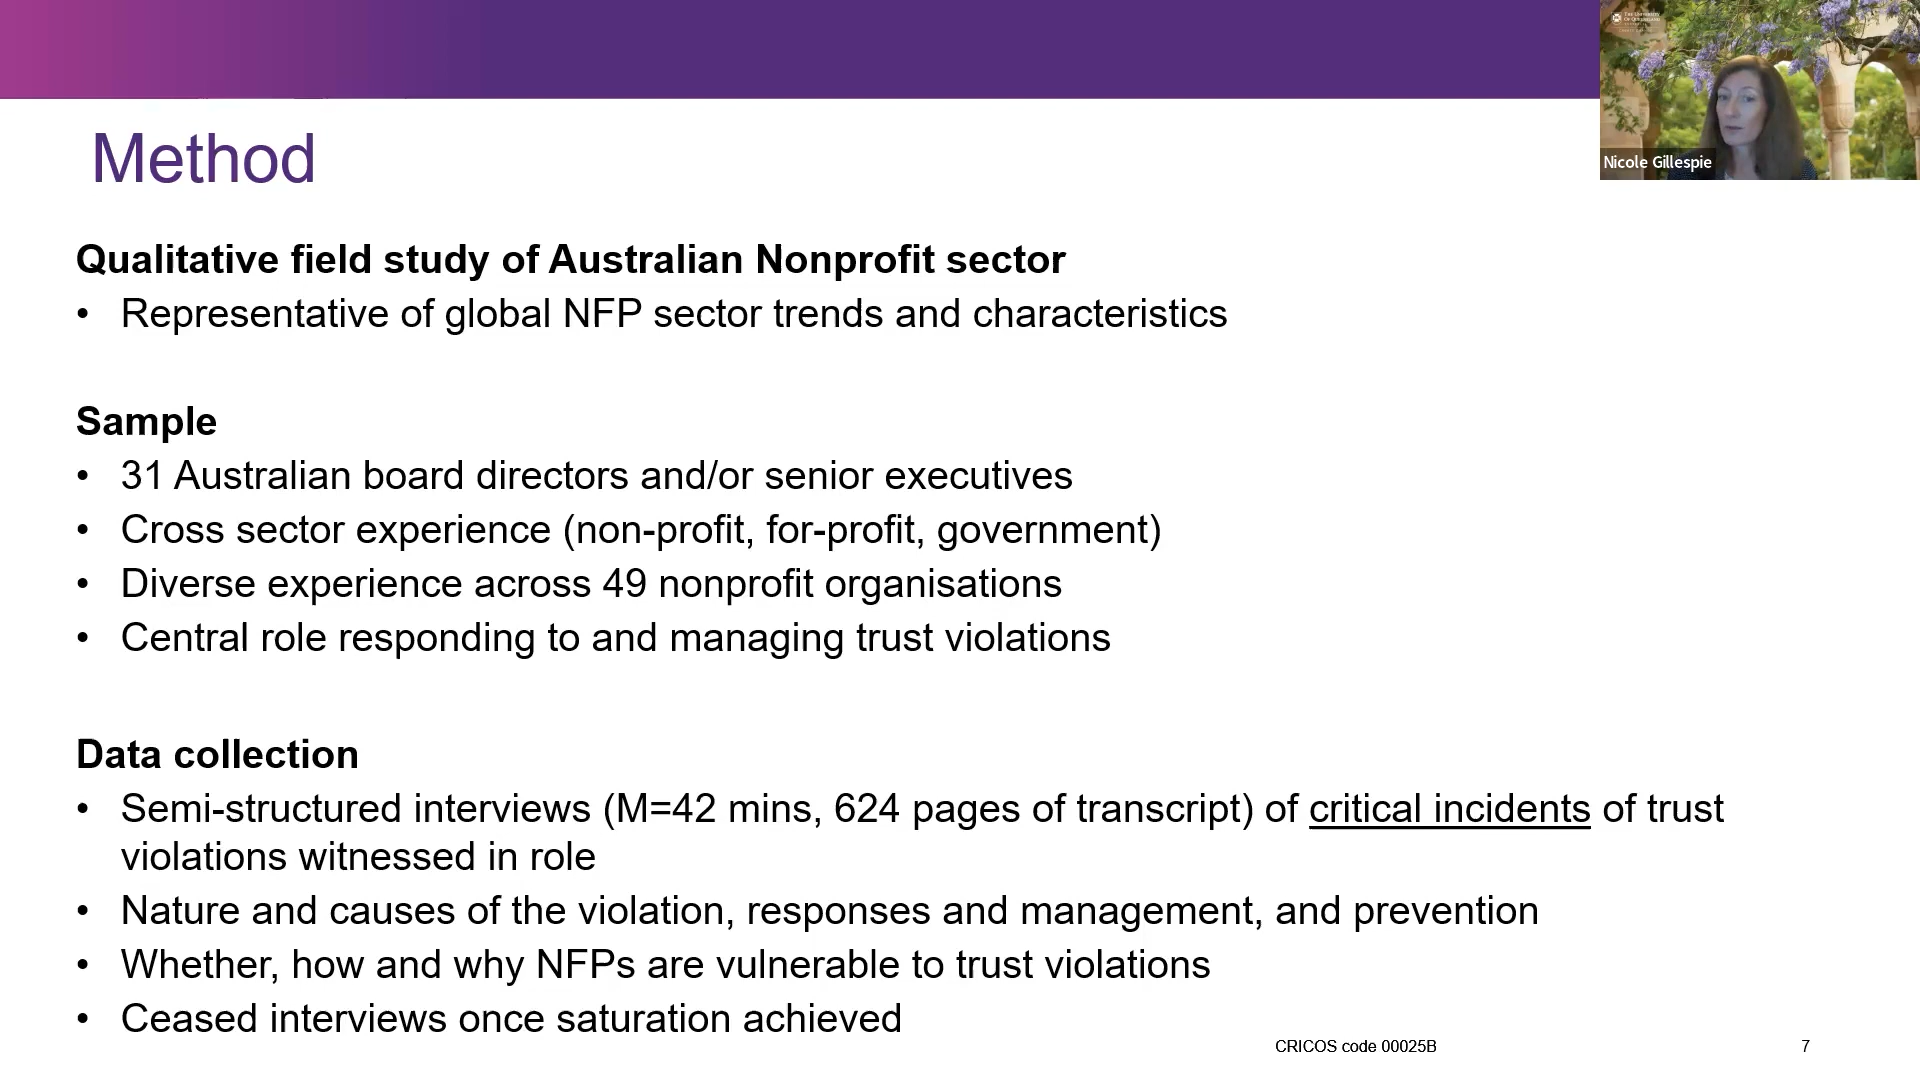 THE UNIVERSITY
OF QUEENSLAND
Nicole Gillespie
Method
Qualitative field study of Australian Nonprofit sector
• Representative of global NFP sector trends and characteristics
Sample
• 31 Australian board directors and/or senior executives
• Cross sector experience (non-profit, for-profit, government)
• Diverse experience across 49 nonprofit organisations
• Central role responding to and managing trust violations
Data collection
• Semi-structured interviews (M=42 mins, 624 pages of transcript) of critical incidents of trust
violations witnessed in role
• Nature and causes of the violation, responses and management, and prevention
• Whether, how and why NFPs are vulnerable to trust violations
• Ceased interviews once saturation achieved
CRICOS code 00025B
7